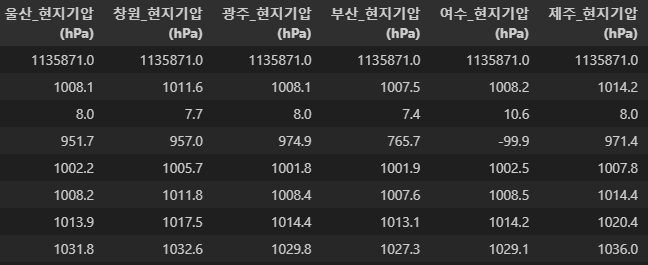 울산_현지기압 창원_현지기압 광주_현지기압 부산_현지기압 여수_현지기압 제주_현지기압
(hPa) (hPa) (hPa) (hPa) (hPa) (hPa)
1135871.0 1135871.0 1135871.0 1135871.0 1135871.0 1135871.0
1008.1 1011.6 1008.1 1007.5 1008.2 1014.2
8.0 7.7 8.0 7.4 10.6 8.0
951.7 957.0 974.9 765.7 -99.9 971.4
1002.2 1005.7 1001.8 1001.9 1002.5 1007.8
1008.2 1011.8 1008.4 1007.6 1008.5 1014.4
1013.9 1017.5 1014.4 1013.1 1014.2 1020.4
1031.8 1032.6 1029.8 1027.3 1029.1 1036.0